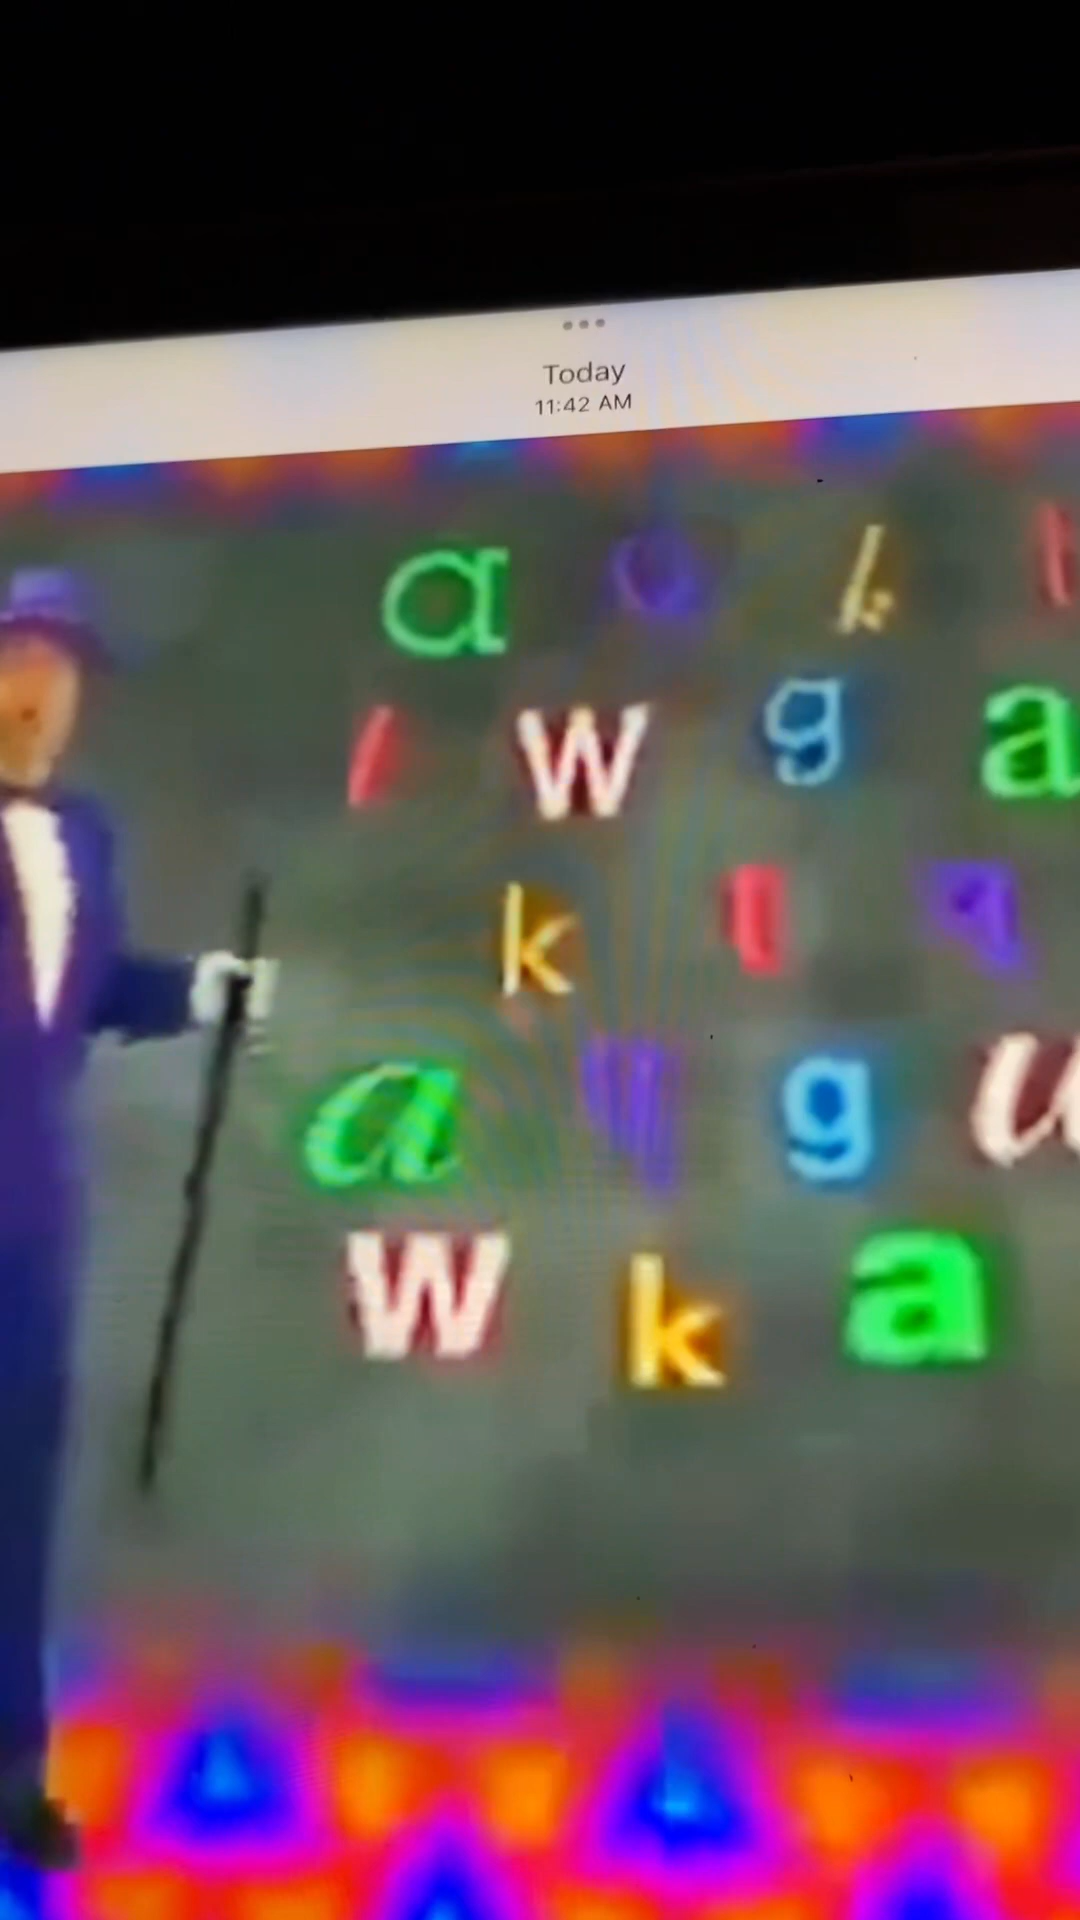 Today
11:42 AM
a k l
l w g a
k l q
a g u
w k a